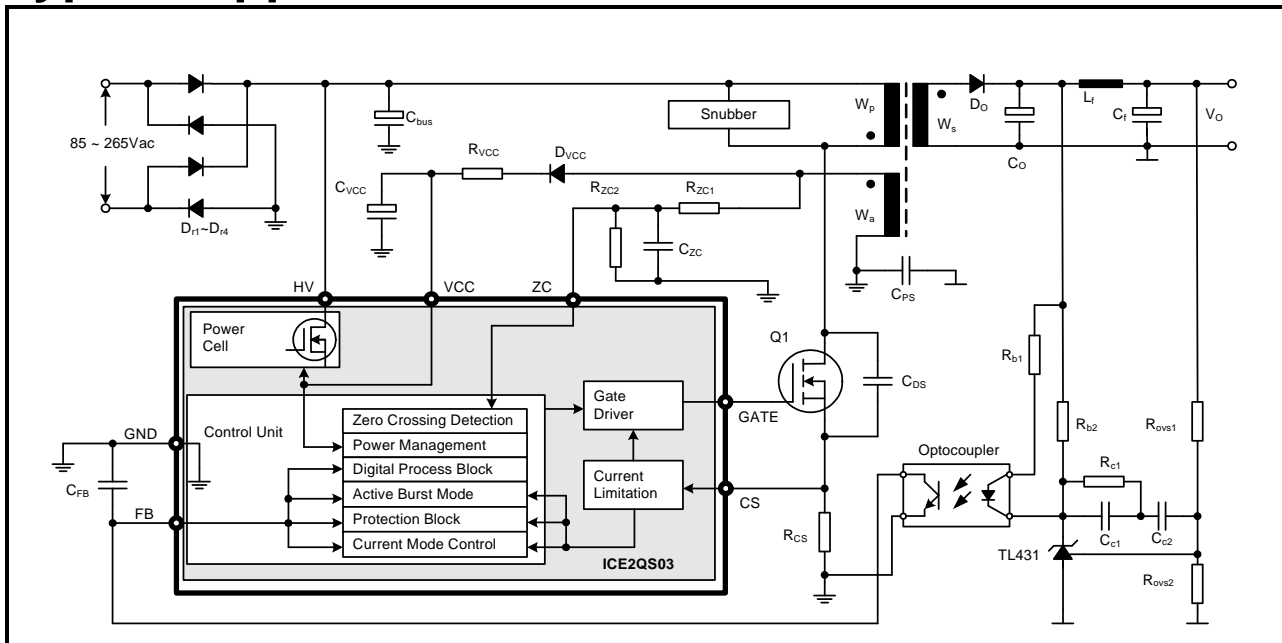 85 ~ 265Vac
Dr1~Dr4
Cbus
Snubber
Wp
Ws
DO
CO
Lf
Cf
VO
RVCC
DVCC
CVCC
RZC2
RZC1
CZC
Wa
CPS
HV
VCC
ZC
Power
Cell
Q1
CDS
Rb1
Gate
Driver
GATE
Control Unit
Zero Crossing Detection
Power Management
Digital Process Block
Active Burst Mode
Protection Block
Current Mode Control
Current
Limitation
CS
RCS
ICE2QS03
GND
CFB
FB
Optocoupler
Rb2
Rovs1
Rc1
Cc1
Cc2
TL431
Rovs2